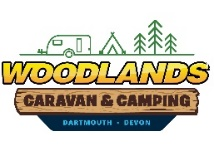 WOODLANDS
CARAVAN & CAMPING
DARTMOUTH - DEVON